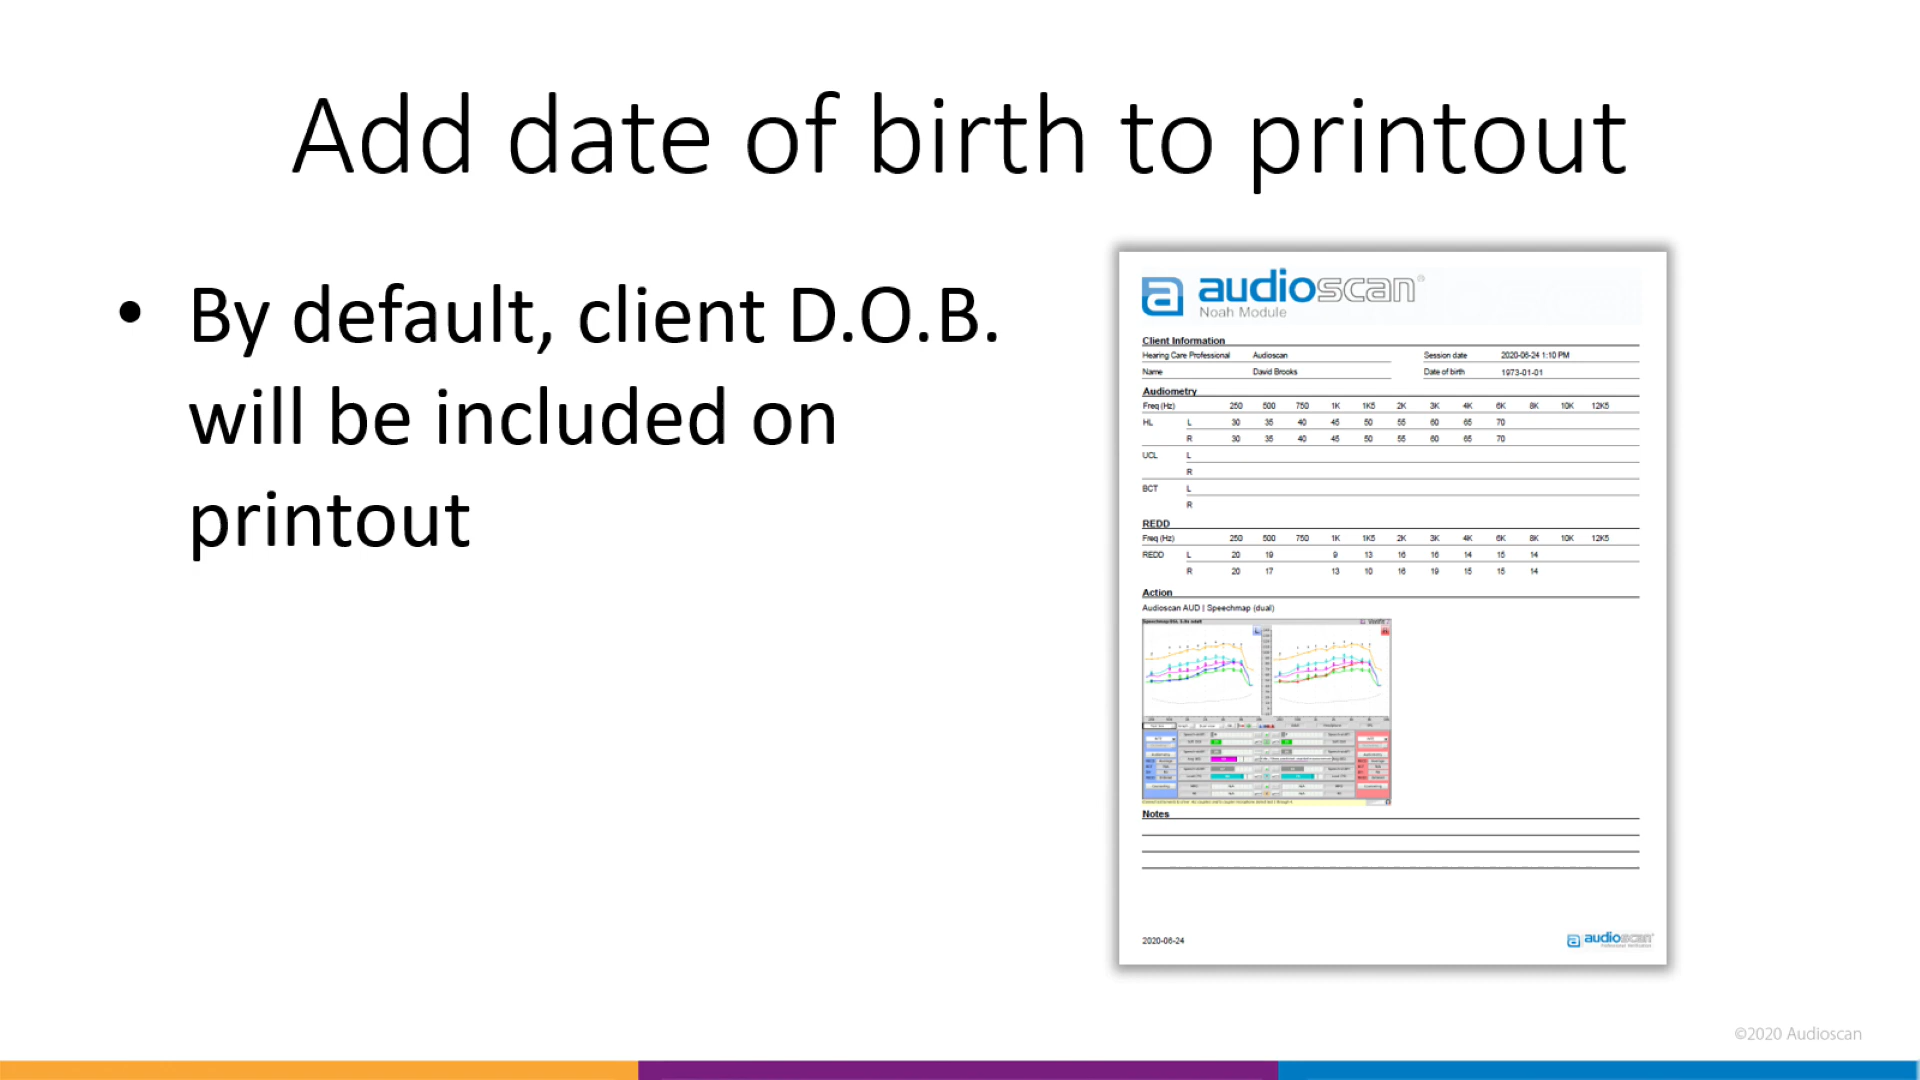 Add date of birth to printout
• By default, client D.O.B.
will be included on
printout
audioscan®
Noah Module
Client Information
Hearing Care Professional Audioscan Session date 2020-06-24 1:10 PM
Name David Brooks Date of birth 1973-01-01
Audiometry
Freq (Hz) 250 500 750 1K 1K5 2K 3K 4K 6K 8K 10K 12K5
HL L 30 35 40 45 50 55 60 65 70
R 30 35 40 45 50 55 60 65 70
UCL L
R
BCT L
R
REDD
Freq (Hz) 250 500 750 1K 1K5 2K 3K 4K 6K 8K 10K 12K5
REDD L 20 19 9 13 16 16 14 15 14
R 20 17 13 10 16 19 15 15 14
Action
Audioscan AUD | Speechmap (dual)
Notes
2020-06-24
audioscan
©2020 Audioscan